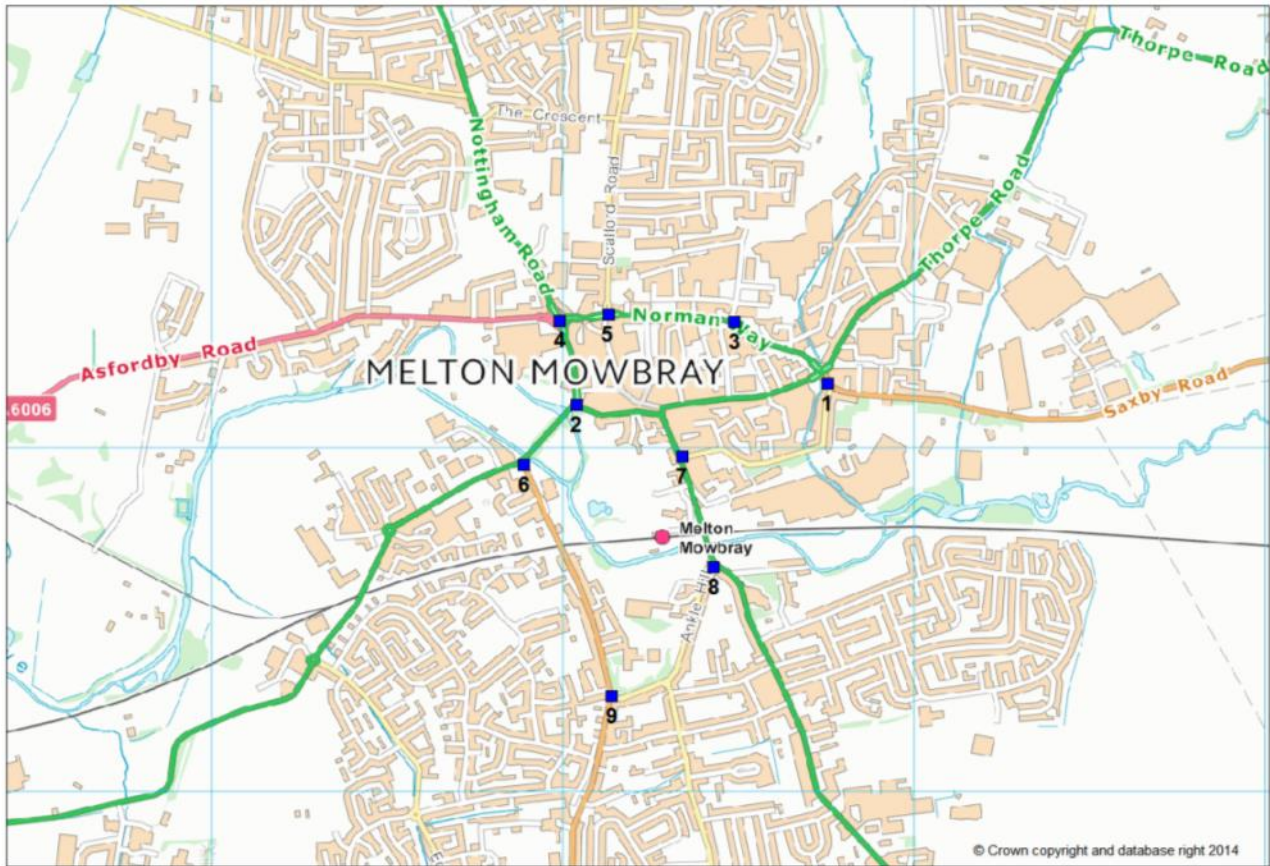 Thorpe Road
The Crescent
Nottingham Road
Scalford Road
Thorpe Road
Norman Way
4
5
3
Asfordby Road
MELTON MOWBRAY
1
Saxby Road
.6006
2
6
7
Melton
Mowbray
8
Ankle Hill
9
© Crown copyright and database right 2014